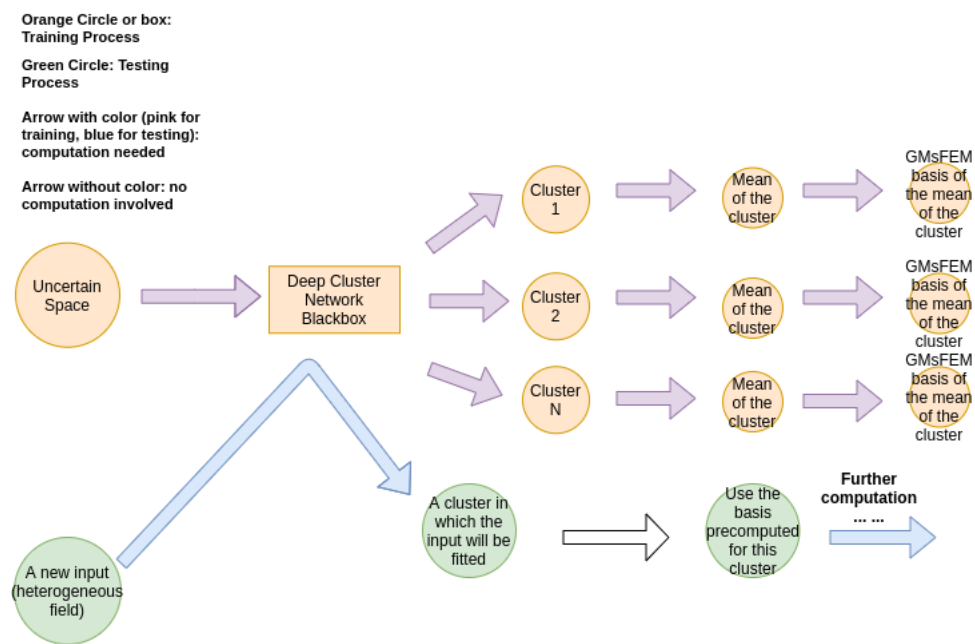 Orange Circle or box:
Training Process
Green Circle: Testing
Process
Arrow with color (pink for
training, blue for testing):
computation needed
Arrow without color: no
computation involved
Uncertain
Space
Deep Cluster
Network
Blackbox
Cluster
1
Mean
of the
cluster
GMsFEM
basis of
the mean
of the
cluster
Cluster
2
Mean
of the
cluster
GMsFEM
basis of
the mean
of the
cluster
Cluster
N
Mean
of the
cluster
GMsFEM
basis of
the mean
of the
cluster
A new input
(heterogeneous
field)
A cluster in
which the
input will be
fitted
Use the
basis
precomputed
for this
cluster
Further
computation
... ...